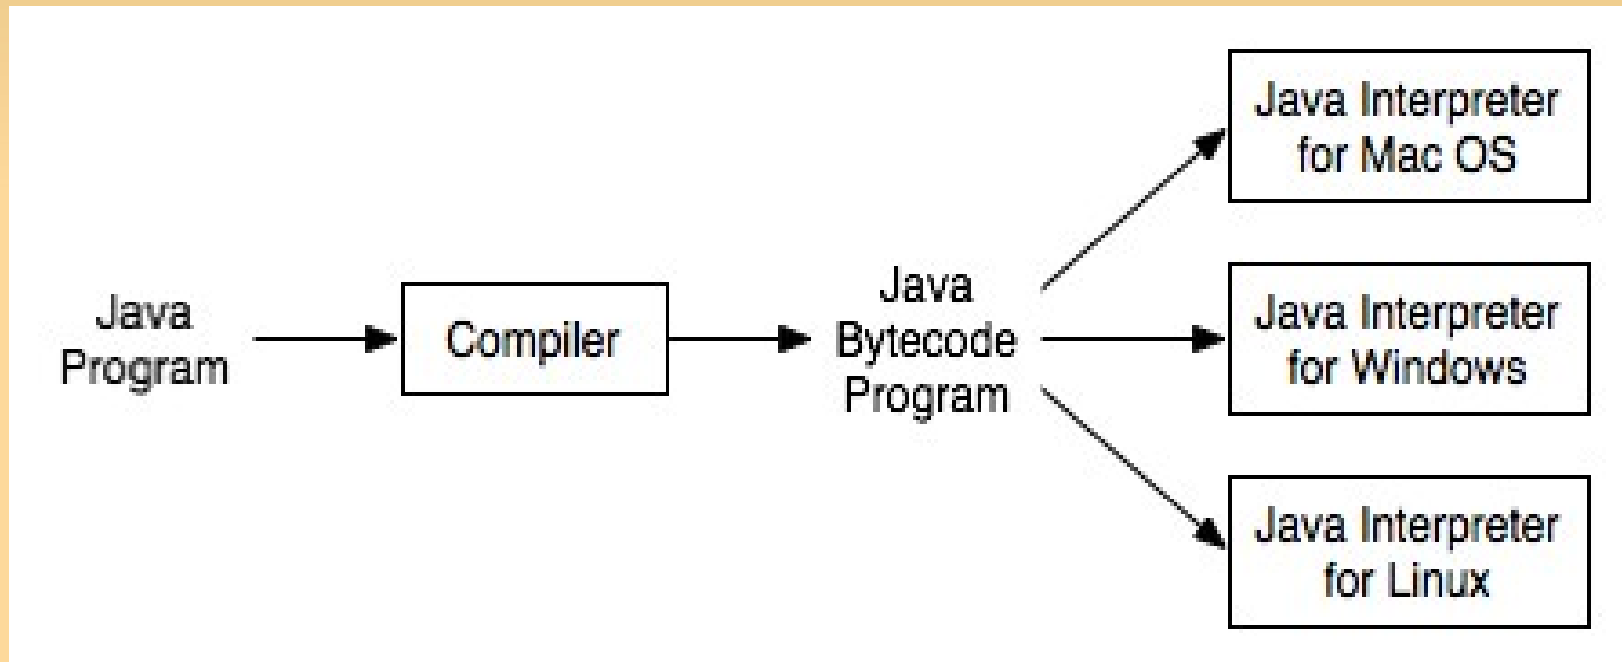 Java
Program
Compiler
Java
Bytecode
Program
Java Interpreter
for Mac OS
Java Interpreter
for Windows
Java Interpreter
for Linux